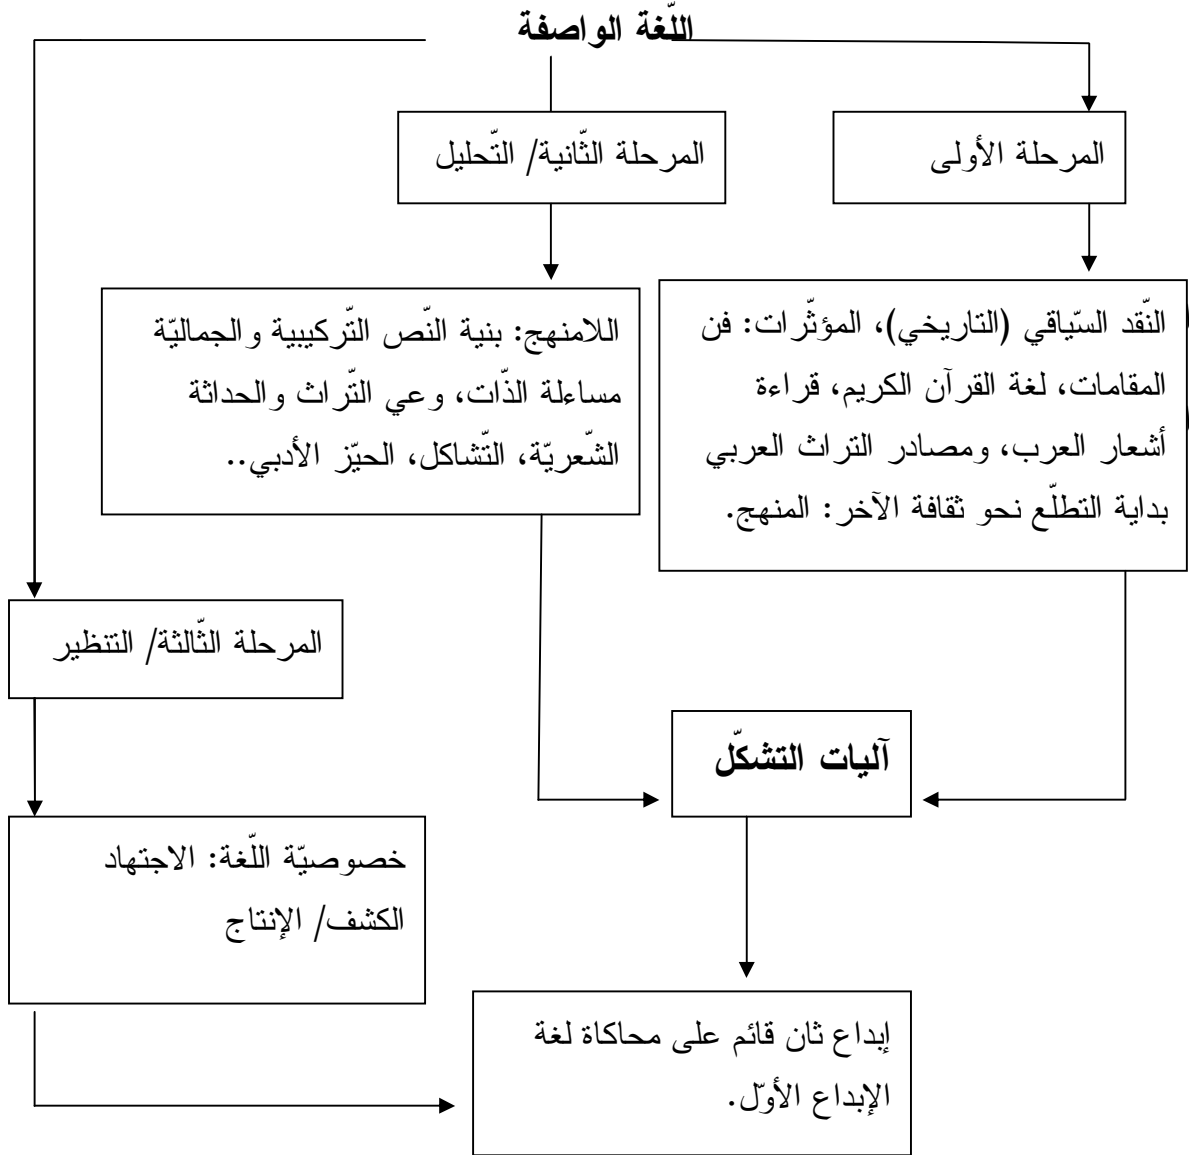 اللّغة الواصفة
المرحلة الأولى
المرحلة الثّانية/ التّحليل
النّقد السّياقي (التاريخي)، المؤثّرات: فن
المقامات، لغة القرآن الكريم، قراءة
أشعار العرب، ومصادر التراث العربي
بداية التطلّع نحو ثقافة الآخر: المنهج.
اللامنهج: بنية النّص التّركيبية والجماليّة
مساءلة الذّات، وعي التّراث والحداثة
الشّعريّة، التّشاكل، الحيّز الأدبي..
المرحلة الثّالثة/ التنظير
آليات التشكّل
خصوصيّة اللّغة: الاجتهاد
الكشف/ الإنتاج
إبداع ثان قائم على محاكاة لغة
الإبداع الأوّل.